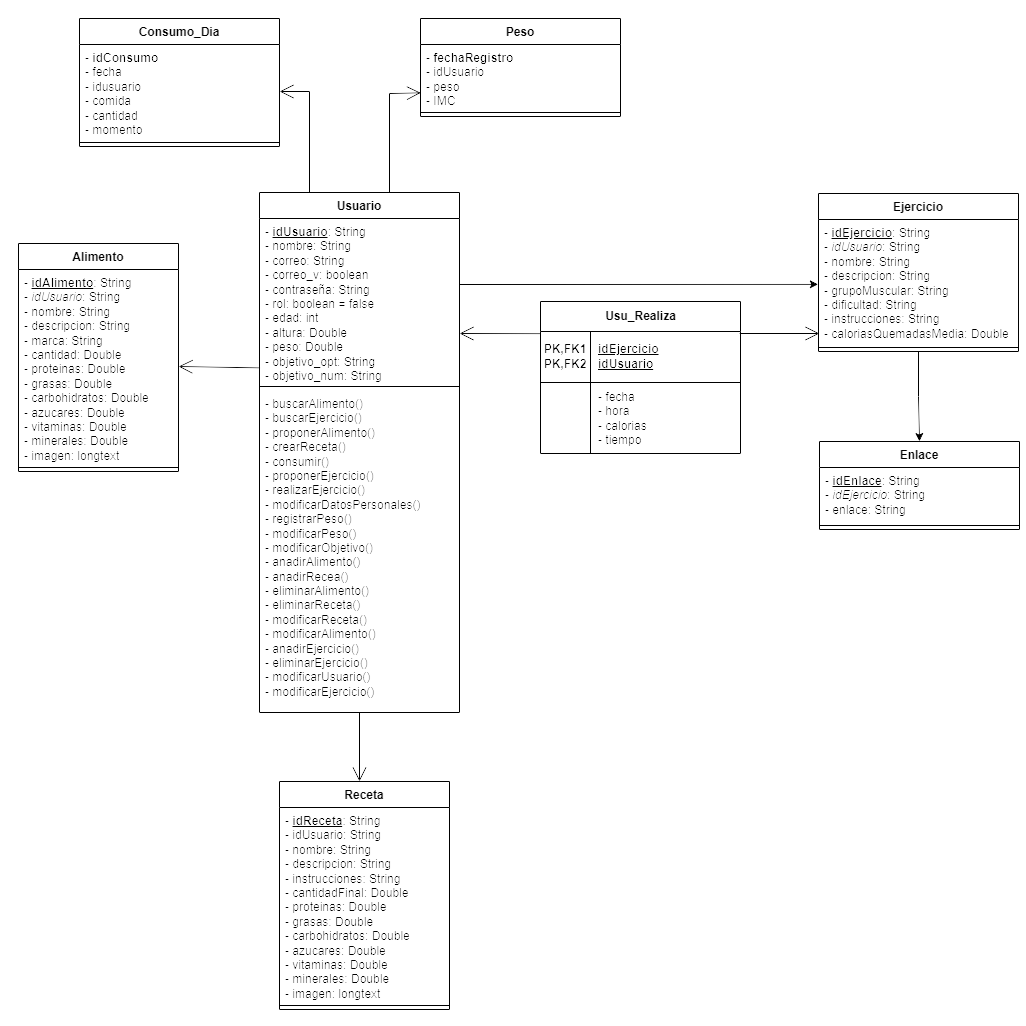 Consumo_Dia
- idConsumo
- fecha
- idusuario
- comida
- cantidad
- momento
Peso
- fechaRegistro
- idUsuario
- peso
- IMC
Usuario
- idUsuario: String
- nombre: String
- correo: String
- correo_v: boolean
- contraseña: String
- rol: boolean = false
- edad: int
- altura: Double
- peso: Double
- objetivo_opt: String
- objetivo_num: String
- buscarAlimento()
- buscarEjercicio()
- proponerAlimento()
- crearReceta()
- consumir()
- proponerEjercicio()
- realizarEjercicio()
- modificarDatosPersonales()
- registrarPeso()
- modificarPeso()
- modificarObjetivo()
- anadirAlimento()
- anadirRecea()
- eliminarAlimento()
- eliminarReceta()
- modificarReceta()
- modificarAlimento()
- anadirEjercicio()
- eliminarEjercicio()
- modificarUsuario()
- modificarEjercicio()
Ejercicio
- idEjercicio: String
- idUsuario: String
- nombre: String
- descripcion: String
- grupoMuscular: String
- dificultad: String
- instrucciones: String
- caloriasQuemadasMedia: Double
Alimento
- idAlimento: String
- idUsuario: String
- nombre: String
- descripcion: String
- marca: String
- cantidad: Double
- proteinas: Double
- grasas: Double
- carbohidratos: Double
- azucares: Double
- vitaminas: Double
- minerales: Double
- imagen: longtext
Usu_Realiza
PK,FK1 idEjercicio
PK,FK2 idUsuario
- fecha
- hora
- calorias
- tiempo
Enlace
- idEnlace: String
- idEjercicio: String
- enlace: String
Receta
- idReceta: String
- idUsuario: String
- nombre: String
- descripcion: String
- instrucciones: String
- cantidadFinal: Double
- proteinas: Double
- grasas: Double
- carbohidratos: Double
- azucares: Double
- vitaminas: Double
- minerales: Double
- imagen: longtext